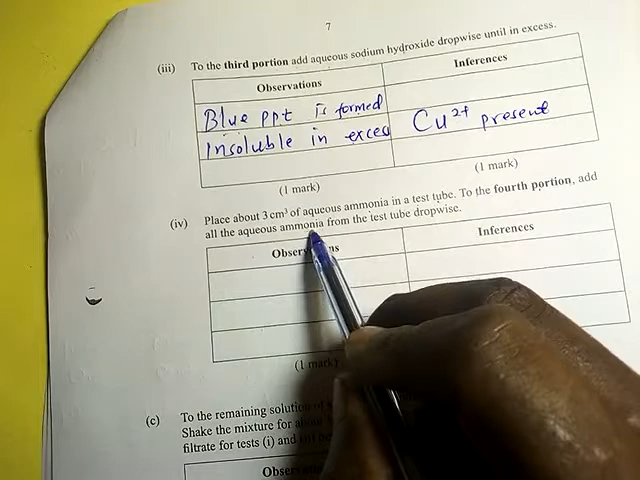 7
(iii) To the third portion add aqueous sodium hydroxide dropwise until in excess.
Observations Inferences
Blue ppt is formed
Insoluble in exces Cu²⁺ present
(1 mark) (1 mark)
(iv) Place about 3 cm³ of aqueous ammonia in a test tube. To the fourth portion, add
all the aqueous ammonia from the test tube dropwise.
Inferences
(1 mark)
(c) To the remaining solution
Shake the mixture for
filtrate for tests (i) and